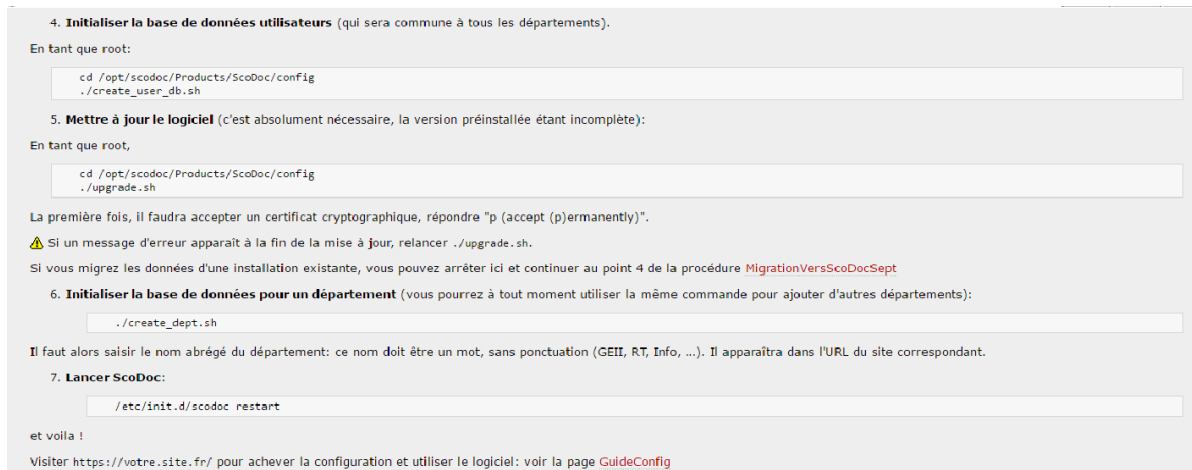 4. Initialiser la base de données utilisateurs (qui sera commune à tous les départements).
En tant que root:
cd /opt/scodoc/Products/ScoDoc/config
./create_user_db.sh
5. Mettre à jour le logiciel (c'est absolument nécessaire, la version préinstallée étant incomplète):
En tant que root,
cd /opt/scodoc/Products/ScoDoc/config
./upgrade.sh
La première fois, il faudra accepter un certificat cryptographique, répondre "p (accept (p)ermanently)".
Si un message d'erreur apparaît à la fin de la mise à jour, relancer ./upgrade.sh.
Si vous migrez les données d'une installation existante, vous pouvez arrêter ici et continuer au point 4 de la procédure MigrationVersScoDocSept
6. Initialiser la base de données pour un département (vous pourrez à tout moment utiliser la même commande pour ajouter d'autres départements):
./create_dept.sh
Il faut alors saisir le nom abrégé du département: ce nom doit être un mot, sans ponctuation (GEII, RT, Info, ...). Il apparaîtra dans l'URL du site correspondant.
7. Lancer ScoDoc:
/etc/init.d/scodoc restart
et voila !
Visiter https://votre.site.fr/ pour achever la configuration et utiliser le logiciel: voir la page GuideConfig